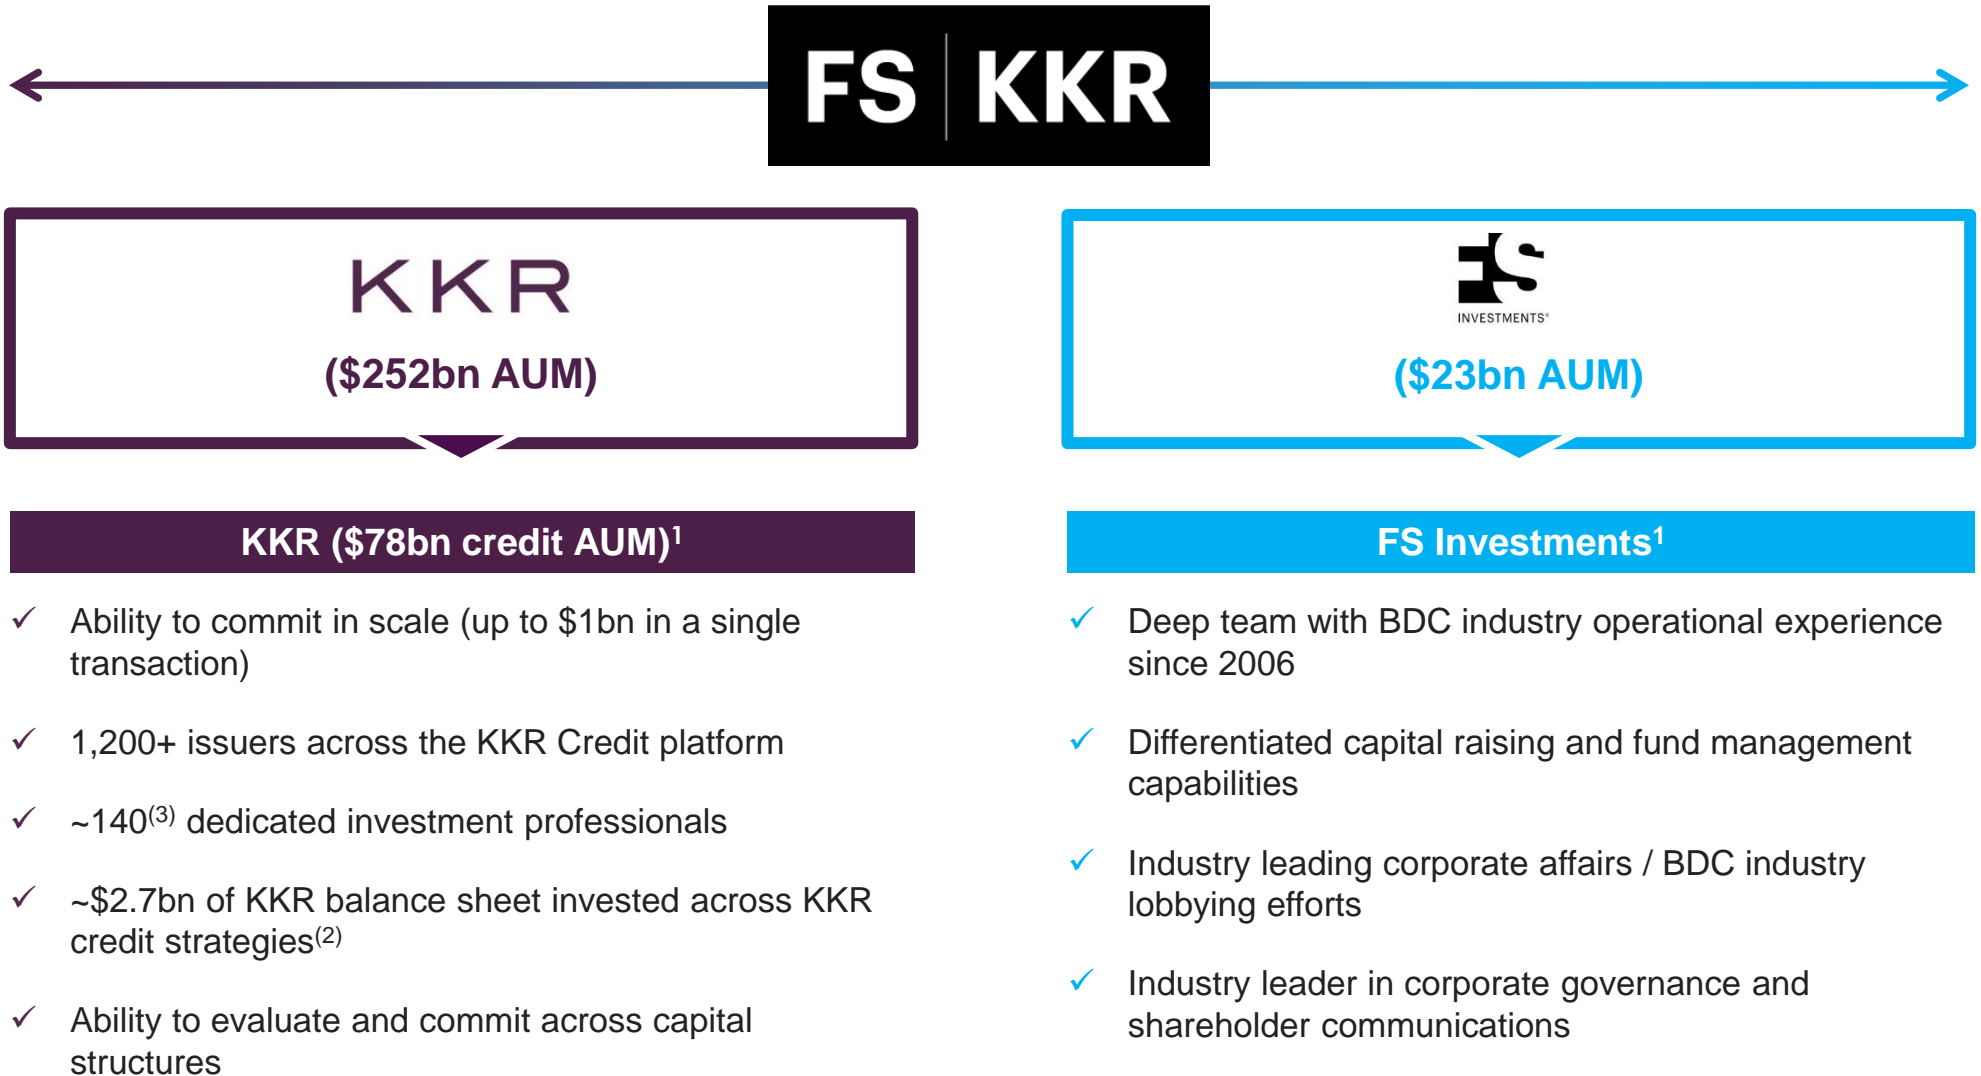 FS | KKR
KKR
($252bn AUM)
FS
INVESTMENTS®
($23bn AUM)
KKR ($78bn credit AUM)¹
✓ Ability to commit in scale (up to $1bn in a single
transaction)
✓ 1,200+ issuers across the KKR Credit platform
✓ ~140⁽³⁾ dedicated investment professionals
✓ ~$2.7bn of KKR balance sheet invested across KKR
credit strategies⁽²⁾
✓ Ability to evaluate and commit across capital
structures
FS Investments¹
✓ Deep team with BDC industry operational experience
since 2006
✓ Differentiated capital raising and fund management
capabilities
✓ Industry leading corporate affairs / BDC industry
lobbying efforts
✓ Industry leader in corporate governance and
shareholder communications